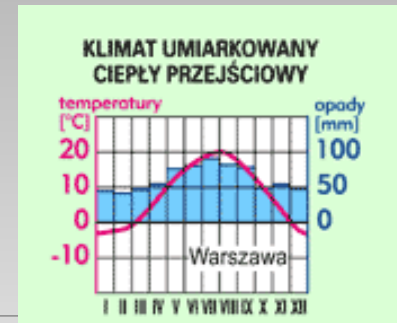 KLIMAT UMIARKOWANY
CIEPŁY PRZEJŚCIOWY
temperatury
[°C]
opady
[mm]
20
100
10
50
0
0
-10
Warszawa
I II III IV V VI VII VIII IX X XI XII